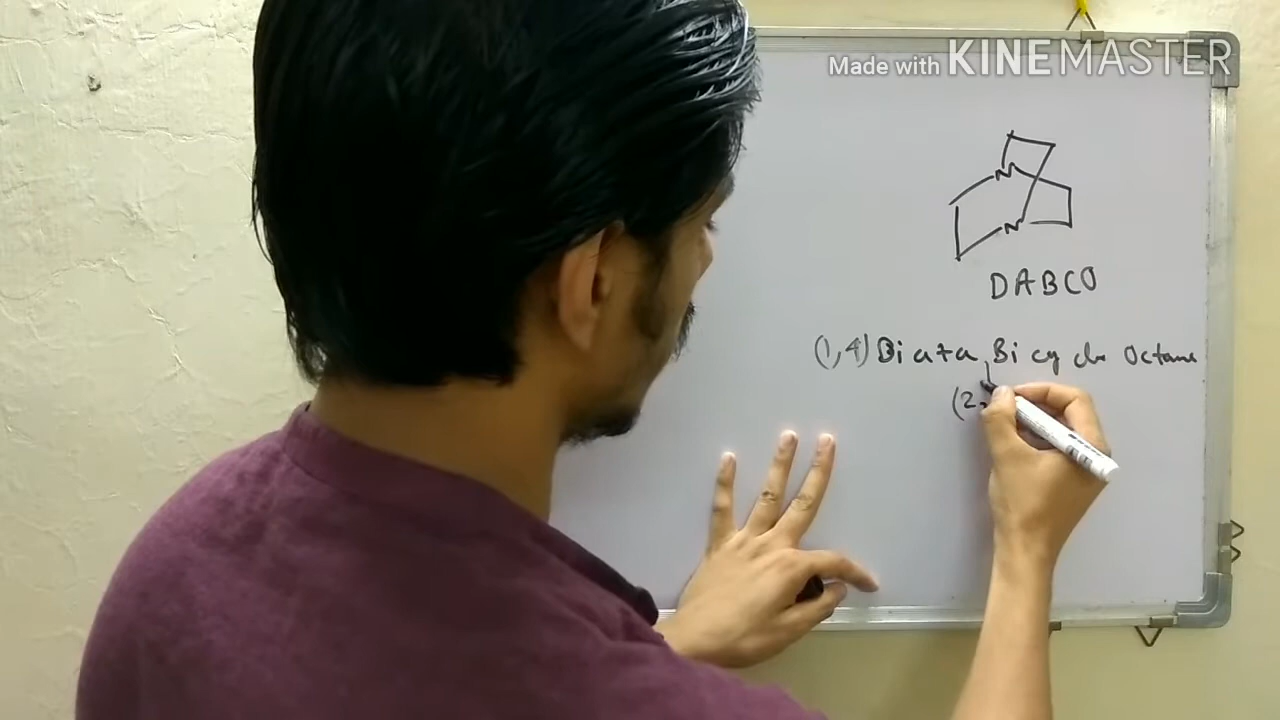 Made with KINEMASTER
N
N
DABCO
(1,4) Diaza Bicyclo Octane
(2,